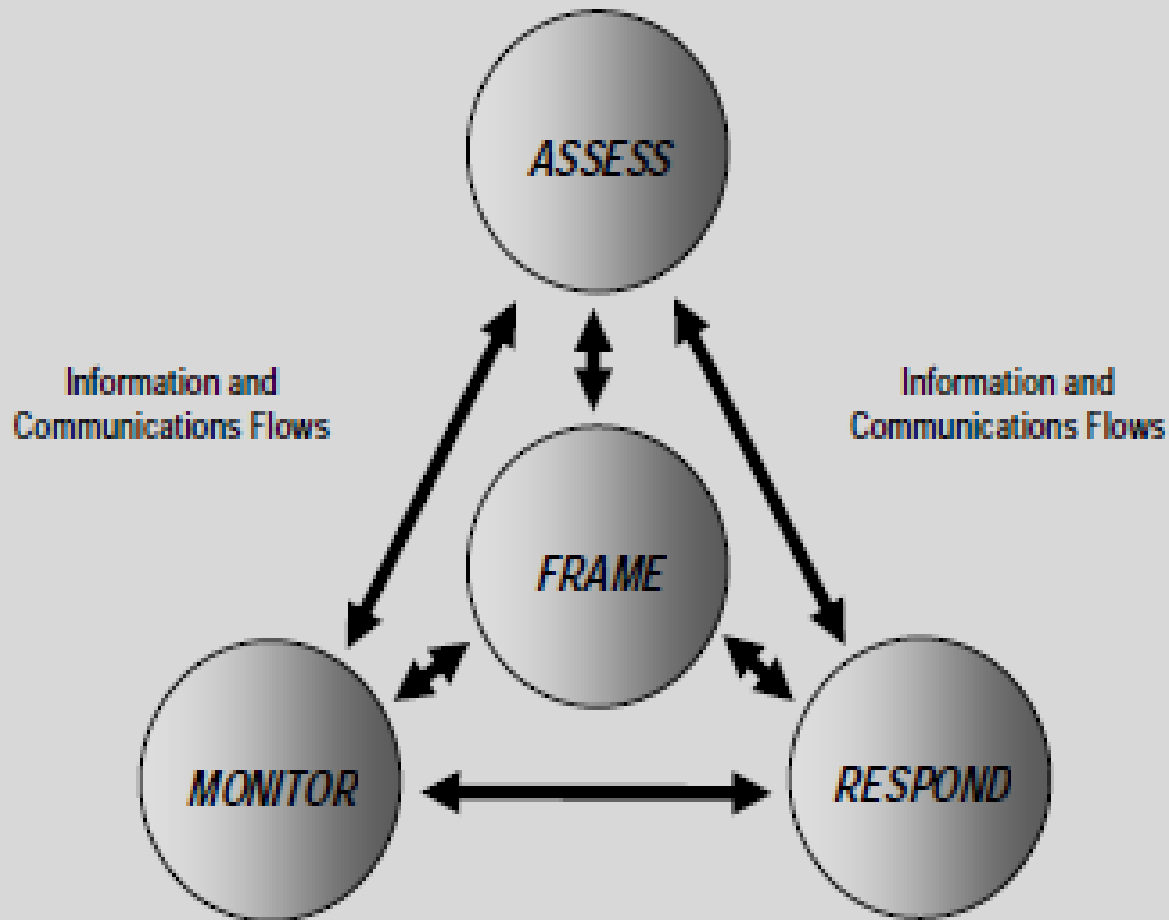 ASSESS
Information and
Communications Flows
Information and
Communications Flows
FRAME
MONITOR
RESPOND